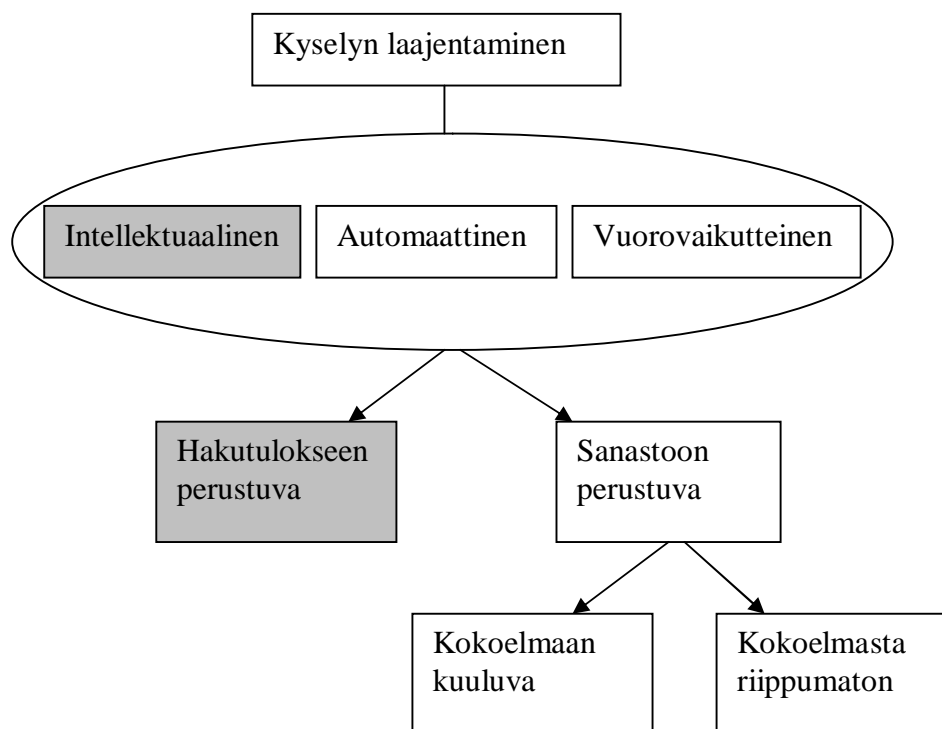 Kyselyn laajentaminen
Intellektuaalinen
Automaattinen
Vuorovaikutteinen
Hakutulokseen
perustuva
Sanastoon
perustuva
Kokoelmaan
kuuluva
Kokoelmasta
riippumaton